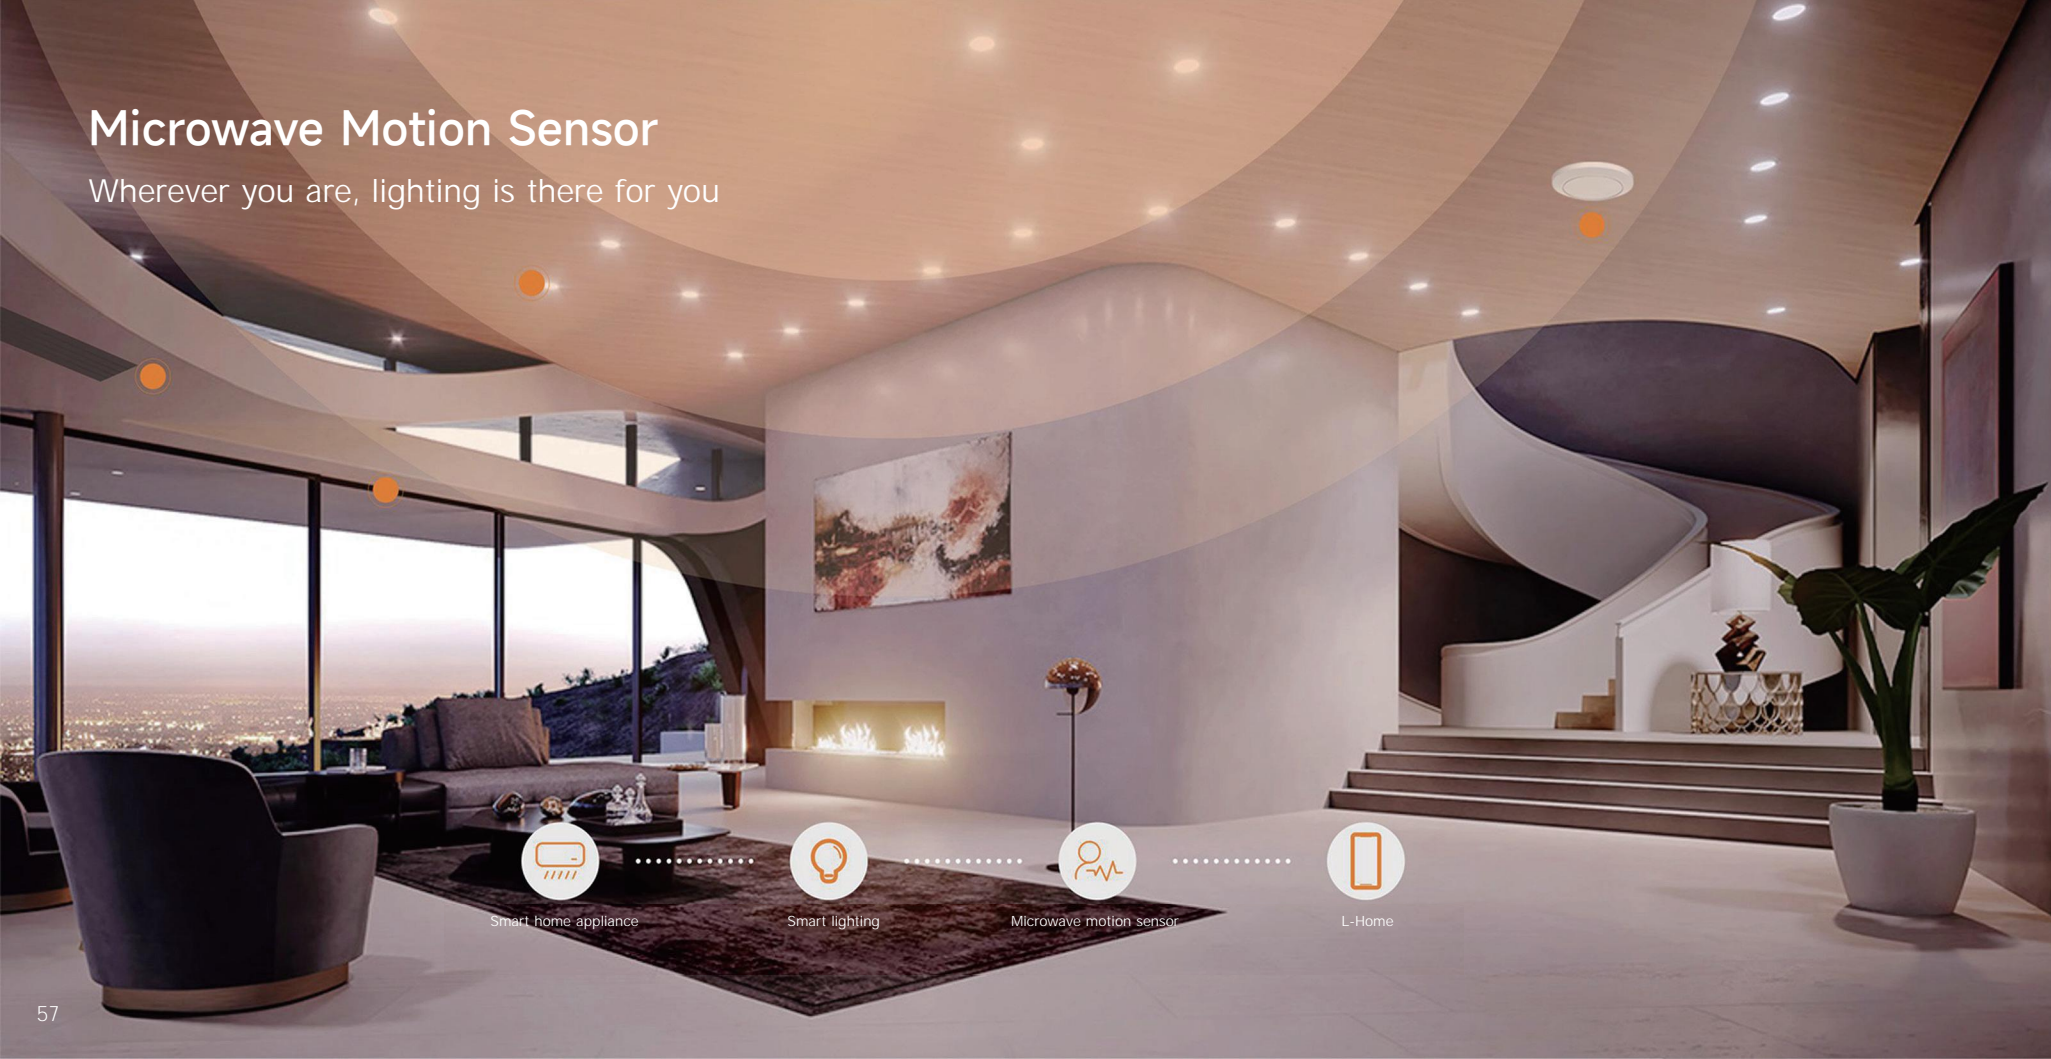 Microwave Motion Sensor
Wherever you are, lighting is there for you
Smart home appliance
Smart lighting
Microwave motion sensor
L-Home
57